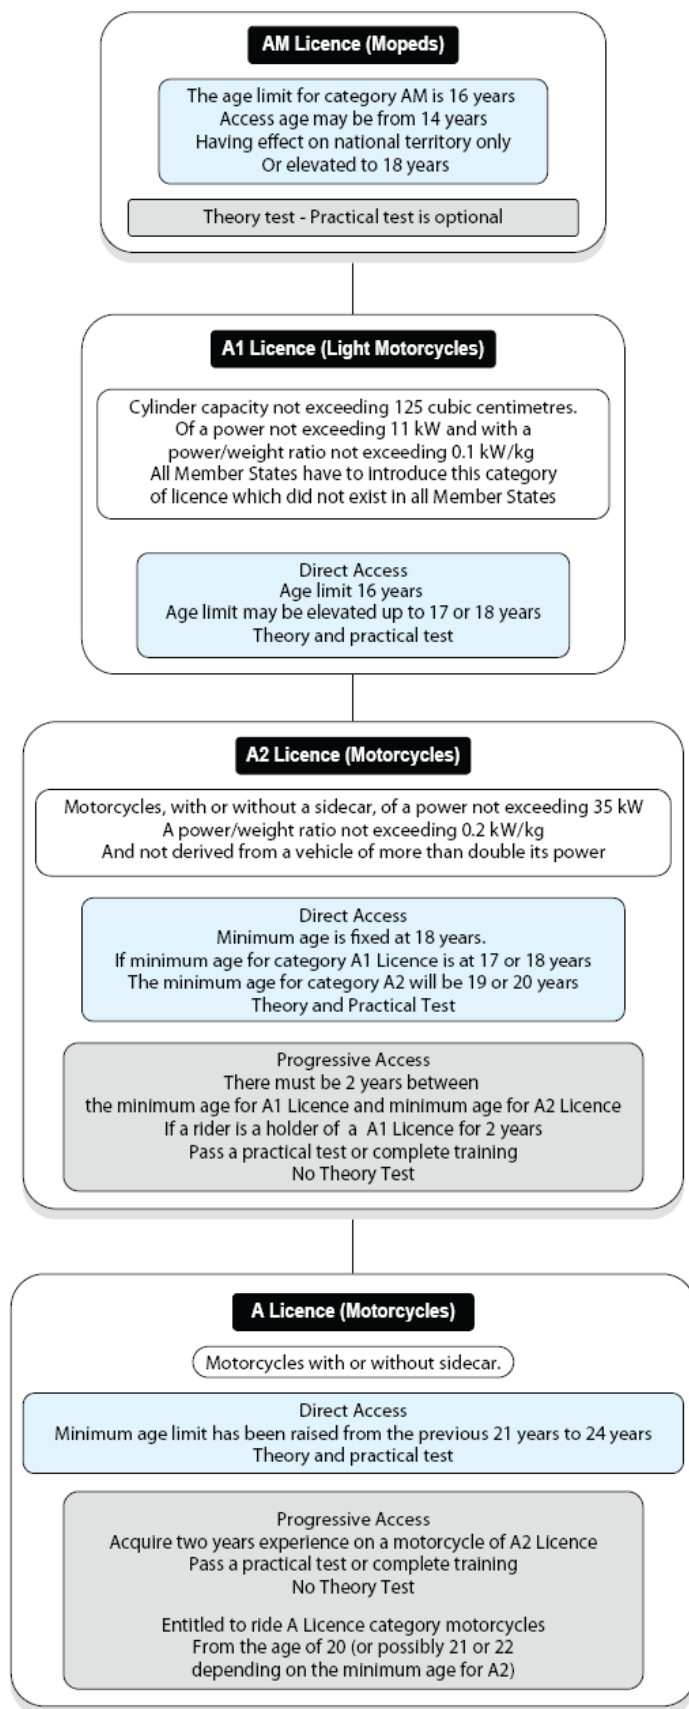 AM Licence (Mopeds)
The age limit for category AM is 16 years
Access age may be from 14 years
Having effect on national territory only
Or elevated to 18 years
Theory test - Practical test is optional
A1 Licence (Light Motorcycles)
Cylinder capacity not exceeding 125 cubic centimetres.
Of a power not exceeding 11 kW and with a
power/weight ratio not exceeding 0.1 kW/kg
All Member States have to introduce this category
of licence which did not exist in all Member States
Direct Access
Age limit 16 years
Age limit may be elevated up to 17 or 18 years
Theory and practical test
A2 Licence (Motorcycles)
Motorcycles, with or without a sidecar, of a power not exceeding 35 kW
A power/weight ratio not exceeding 0.2 kW/kg
And not derived from a vehicle of more than double its power
Direct Access
Minimum age is fixed at 18 years.
If minimum age for category A1 Licence is at 17 or 18 years
The minimum age for category A2 will be 19 or 20 years
Theory and Practical Test
Progressive Access
There must be 2 years between
the minimum age for A1 Licence and minimum age for A2 Licence
If a rider is a holder of a A1 Licence for 2 years
Pass a practical test or complete training
No Theory Test
A Licence (Motorcycles)
Motorcycles with or without sidecar.
Direct Access
Minimum age limit has been raised from the previous 21 years to 24 years
Theory and practical test
Progressive Access
Acquire two years experience on a motorcycle of A2 Licence
Pass a practical test or complete training
No Theory Test
Entitled to ride A Licence category motorcycles
From the age of 20 (or possibly 21 or 22
depending on the minimum age for A2)